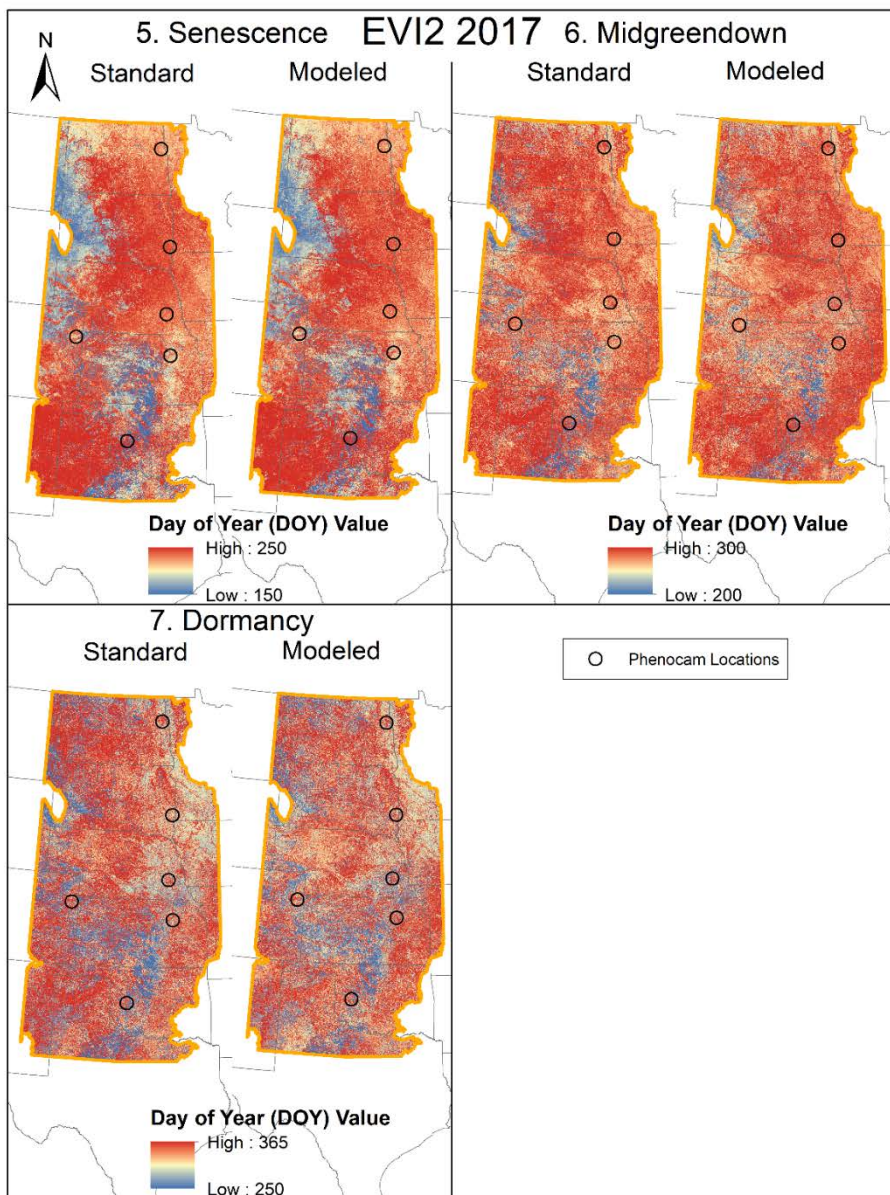 EVI2 2017
5. Senescence
N
Standard
Modeled
Day of Year (DOY) Value
High : 250
Low : 150
6. Midgreendown
Standard
Modeled
Day of Year (DOY) Value
High : 300
Low : 200
7. Dormancy
Standard
Modeled
Day of Year (DOY) Value
High : 365
Low : 250
Phenocam Locations